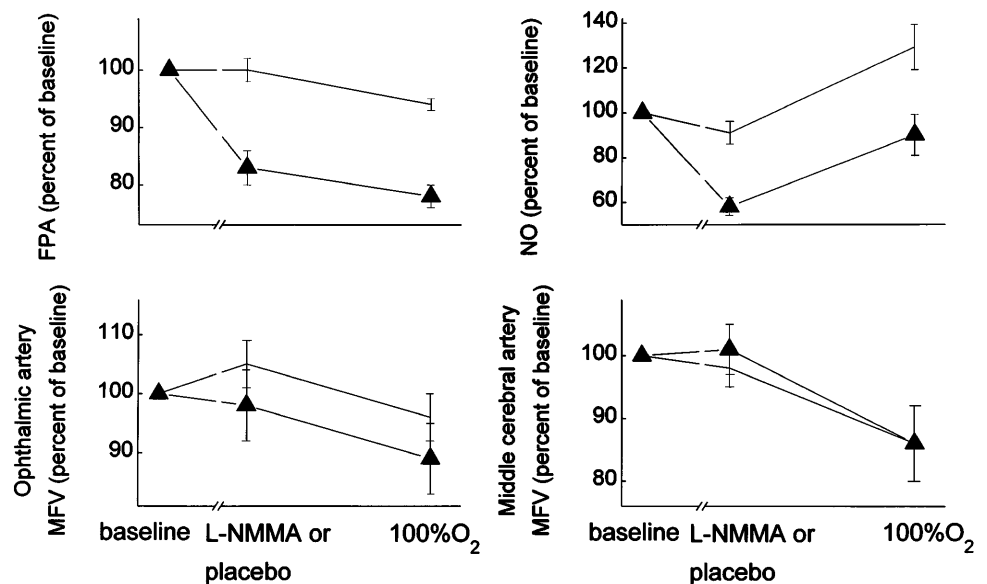 FPA (percent of baseline)
100
90
80
NO (percent of baseline)
140
120
100
80
60
Ophthalmic artery
MFV (percent of baseline)
110
100
90
Middle cerebral artery
MFV (percent of baseline)
100
90
80
baseline L-NMMA or 100%O₂
placebo
baseline L-NMMA or 100%O₂
placebo